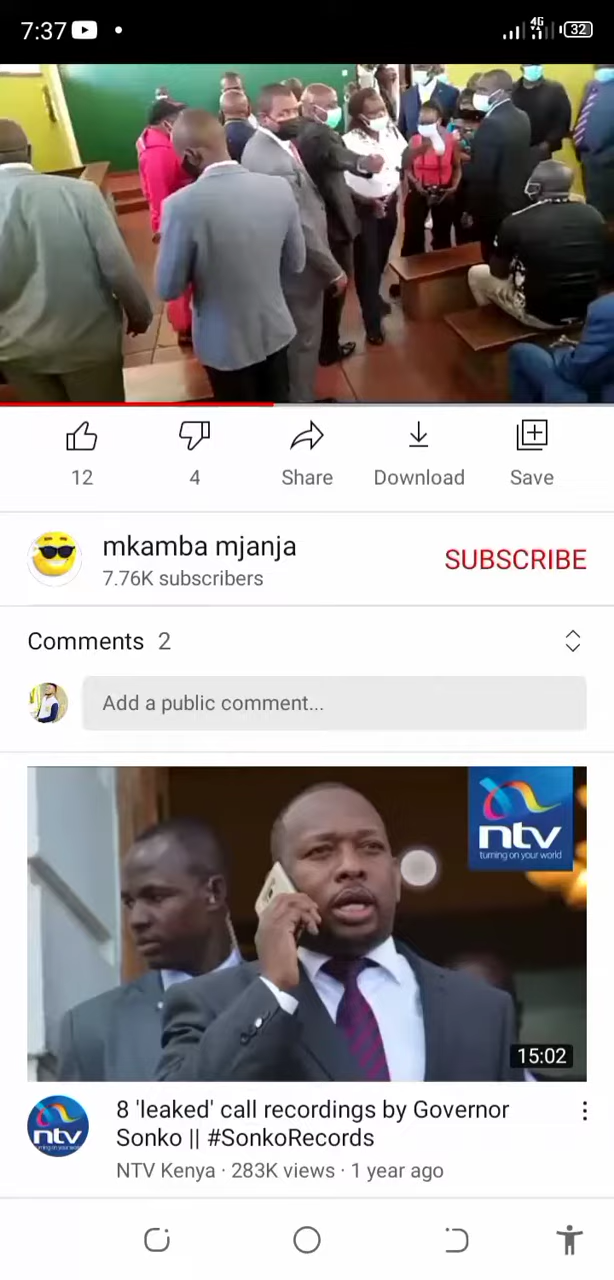 7:37
4G
32
12
4
Share
Download
Save
mkamba mjanja
7.76K subscribers
SUBSCRIBE
Comments 2
Add a public comment...
ntv
turning on your world
15:02
ntv
8 'leaked' call recordings by Governor
Sonko || #SonkoRecords
NTV Kenya · 283K views · 1 year ago